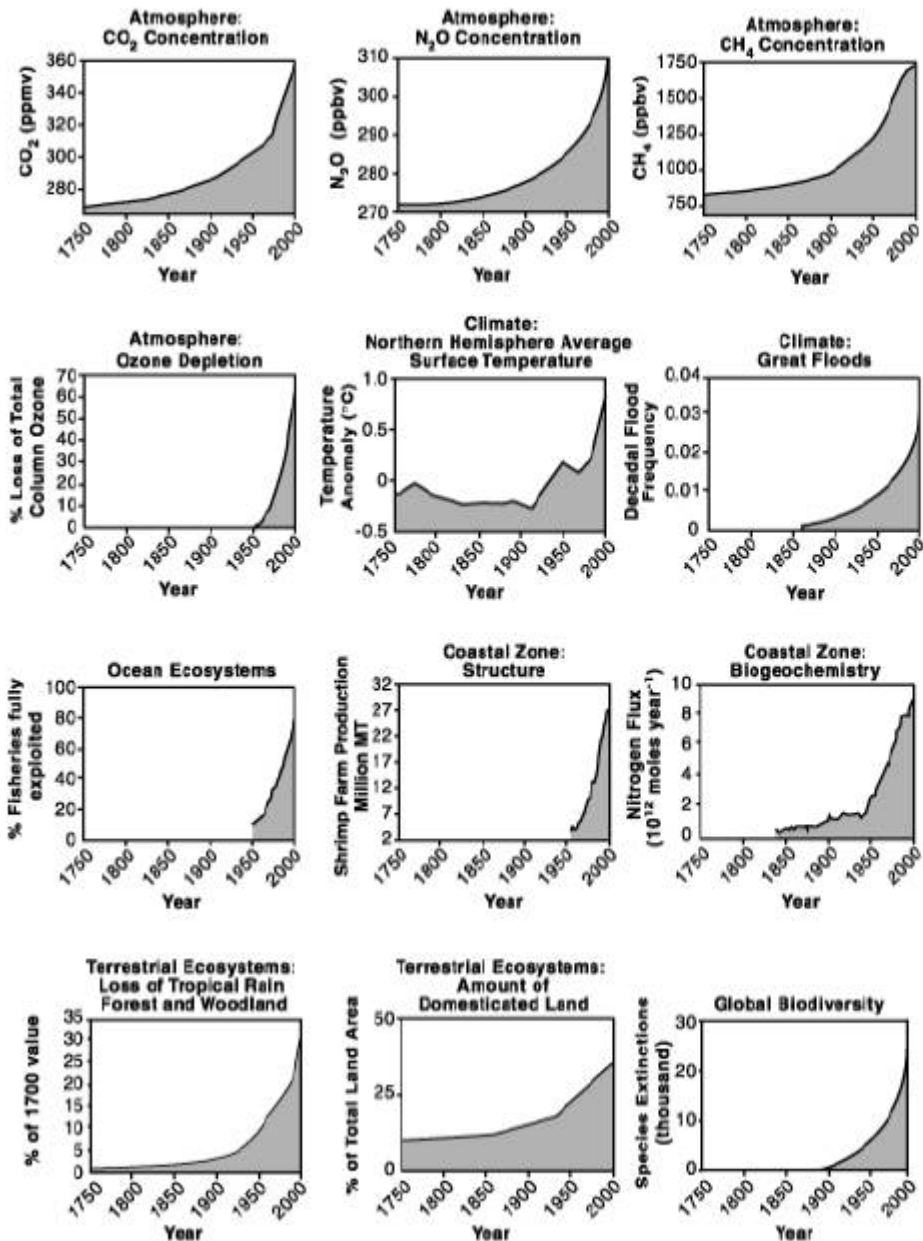 Atmosphere:
CO2 Concentration
CO2 (ppmv)
360
340
320
300
280
1750
1800
1850
1900
1950
2000
Year
Atmosphere:
N2O Concentration
N2O (ppbv)
310
300
290
280
270
1750
1800
1850
1900
1950
2000
Year
Atmosphere:
CH4 Concentration
CH4 (ppbv)
1750
1500
1250
1000
750
1750
1800
1850
1900
1950
2000
Year
Atmosphere:
Ozone Depletion
% Loss of Total
Column Ozone
70
60
50
40
30
20
10
0
1750
1800
1850
1900
1950
2000
Year
Climate:
Northern Hemisphere Average
Surface Temperature
Temperature
Anomaly (°C)
1.0
0.5
0
-0.5
1750
1800
1850
1900
1950
2000
Year
Climate:
Great Floods
Decadal Flood
Frequency
0.04
0.03
0.02
0.01
0
1750
1800
1850
1900
1950
2000
Year
Ocean Ecosystems
% Fisheries fully
exploited
100
80
60
40
20
0
1750
1800
1850
1900
1950
2000
Year
Coastal Zone:
Structure
Shrimp Farm Production
Million MT
32
27
22
17
12
7
2
1750
1800
1850
1900
1950
2000
Year
Coastal Zone:
Biogeochemistry
Nitrogen Flux
(10¹² moles year⁻¹)
10
8
6
4
2
0
1750
1800
1850
1900
1950
2000
Year
Terrestrial Ecosystems:
Loss of Tropical Rain
Forest and Woodland
% of 1700 value
35
30
25
20
15
10
5
0
1750
1800
1850
1900
1950
2000
Year
Terrestrial Ecosystems:
Amount of
Domesticated Land
% of Total Land Area
50
25
0
1750
1800
1850
1900
1950
2000
Year
Global Biodiversity
Species Extinctions
(thousand)
30
20
10
0
1750
1800
1850
1900
1950
2000
Year